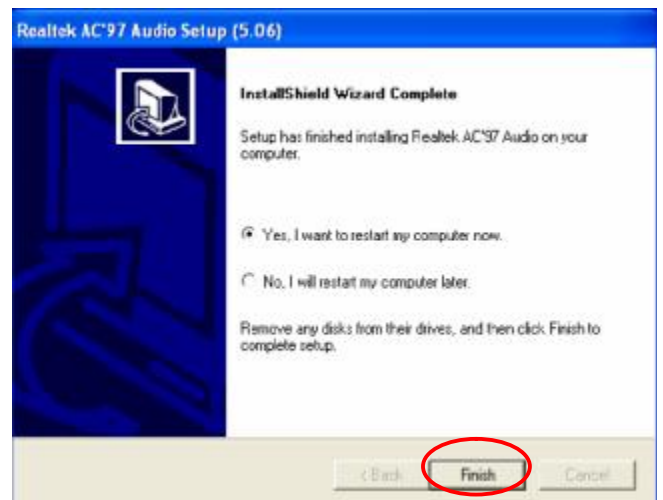 Realtek AC'97 Audio Setup (5.06)
InstallShield Wizard Complete
Setup has finished installing Realtek AC'97 Audio on your
computer.
Yes, I want to restart my computer now.
No, I will restart my computer later.
Remove any disks from their drives, and then click Finish to
complete setup.
< Back Finish Cancel